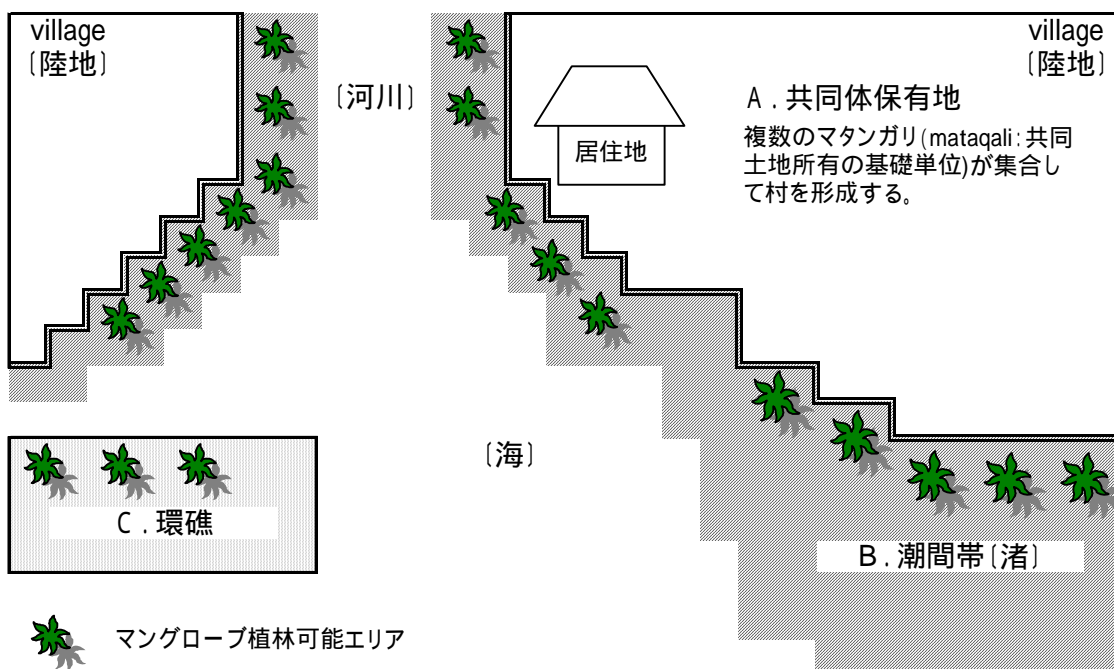 village
〔陸地〕
〔河川〕
居住地
village
〔陸地〕
A．共同体保有地
複数のマタンガリ(mataqali:共同
土地所有の基礎単位)が集合し
て村を形成する。
〔海〕
C．環礁
B．潮間帯〔渚〕
マングローブ植林可能エリア